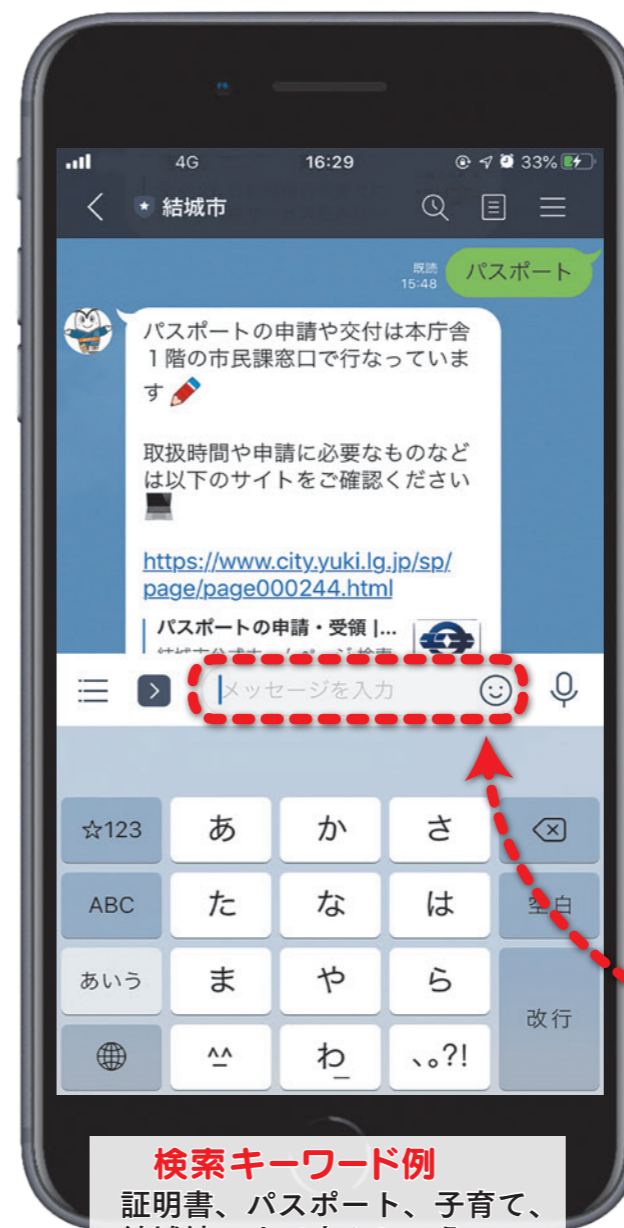 4G 16:29 33%
結城市
既読
15:48
パスポート
パスポートの申請や交付は本庁舎
1階の市民課窓口で行なっていま
す
取扱時間や申請に必要なものなど
は以下のサイトをご確認ください
https://www.city.yuki.lg.jp/sp/
page/page000244.html
パスポートの申請・受領 |...
メッセージを入力
☆123 あ か さ
ABC た な は 空白
あいう ま や ら
改行
^^ わ 、。?!
検索キーワード例
証明書、パスポート、子育て、